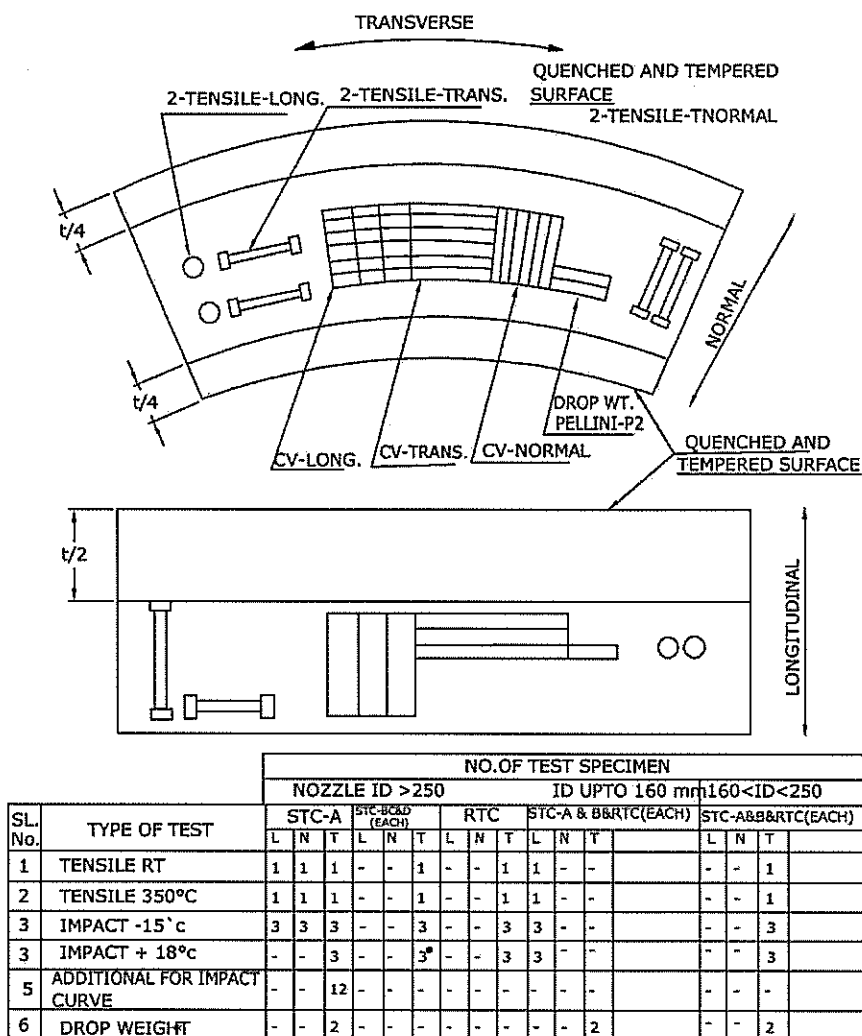 TRANSVERSE
QUENCHED AND TEMPERED
SURFACE
2-TENSILE-LONG. 2-TENSILE-TRANS.
2-TENSILE-TNORMAL
t/4
NORMAL
t/4
DROP WT.
PELLINI-P2
CV-LONG. CV-TRANS. CV-NORMAL
QUENCHED AND
TEMPERED SURFACE
t/2
LONGITUDINAL
NO.OF TEST SPECIMEN
NOZZLE ID >250 ID UPTO 160 mm 160<ID<250
SL. No. TYPE OF TEST STC-A STC-BC&D (EACH) RTC STC-A & B&RTC(EACH) STC-A&B&RTC(EACH)
L N T L N T L N T L N T L N T
1 TENSILE RT 1 1 1 - - 1 - - 1 1 - - - - 1
2 TENSILE 350°C 1 1 1 - - 1 - - 1 1 - - - - 1
3 IMPACT -15`c 3 3 3 - - 3 - - 3 3 - - - - 3
3 IMPACT + 18°c - - 3 - - 3• - - 3 3 - - - - 3
5 ADDITIONAL FOR IMPACT CURVE - - 12 - - - - - - - - - - - -
6 DROP WEIGHT - - 2 - - - - - - - - 2 - - 2